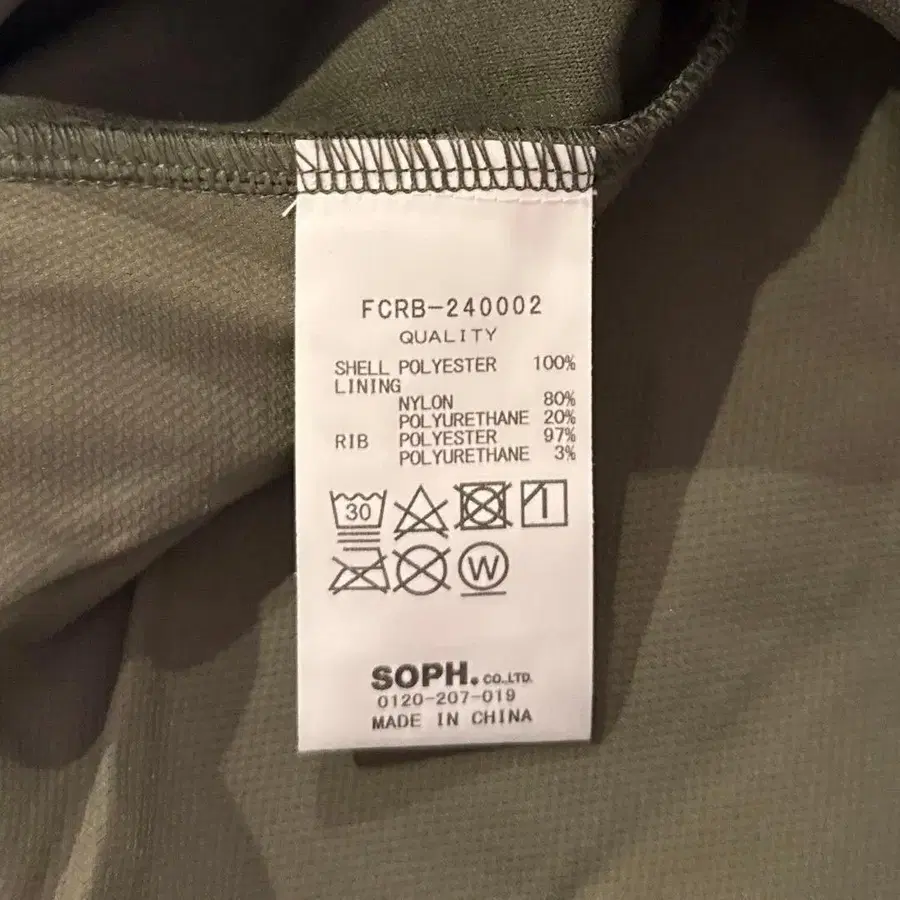 FCRB-240002
QUALITY
SHELL POLYESTER 100%
LINING
NYLON 80%
POLYURETHANE 20%
RIB POLYESTER 97%
POLYURETHANE 3%
30
W
SOPH. CO.,LTD.
0120-207-019
MADE IN CHINA